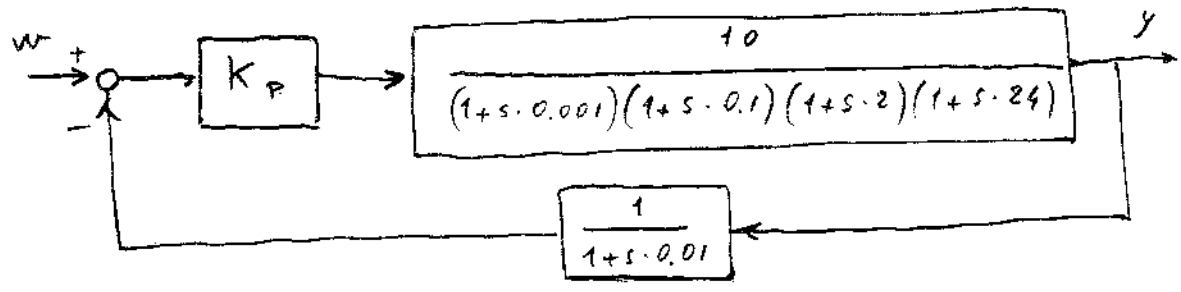 w + K_P 10 y
(1+s·0.001)(1+s·0.1)(1+s·2)(1+s·24)
−
1
1+s·0.01